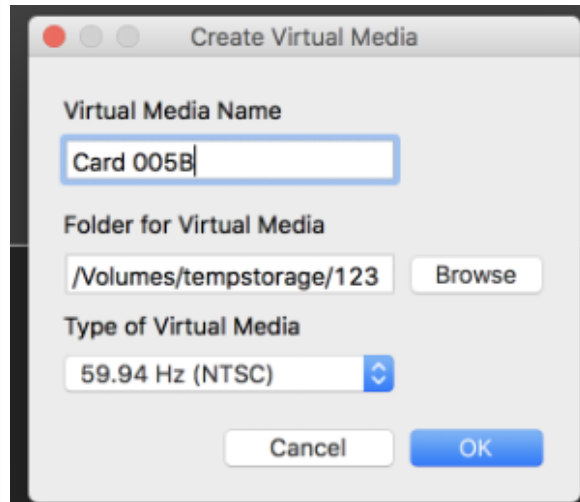 Create Virtual Media
Virtual Media Name
Card 005B
Folder for Virtual Media
/Volumes/tempstorage/123
Browse
Type of Virtual Media
59.94 Hz (NTSC)
Cancel
OK